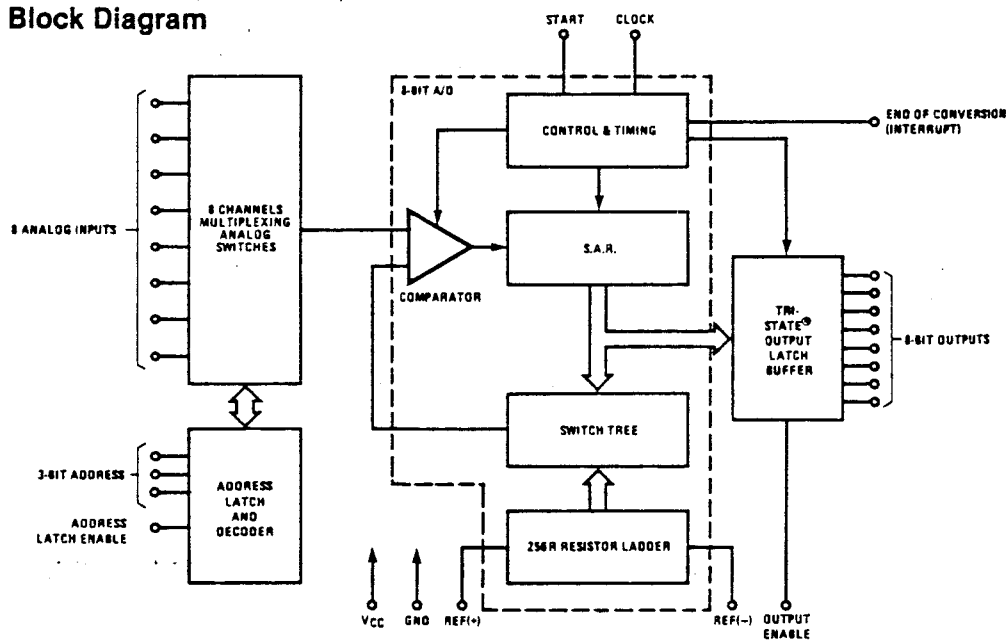 Block Diagram
START
CLOCK
8-BIT A/D
CONTROL & TIMING
END OF CONVERSION
(INTERRUPT)
8 ANALOG INPUTS
8 CHANNELS
MULTIPLEXING
ANALOG
SWITCHES
COMPARATOR
S.A.R.
TRI-
STATE®
OUTPUT
LATCH
BUFFER
8-BIT OUTPUTS
SWITCH TREE
3-BIT ADDRESS
ADDRESS
LATCH ENABLE
ADDRESS
LATCH
AND
DECODER
256R RESISTOR LADDER
VCC
GND
REF(+)
REF(−)
OUTPUT
ENABLE